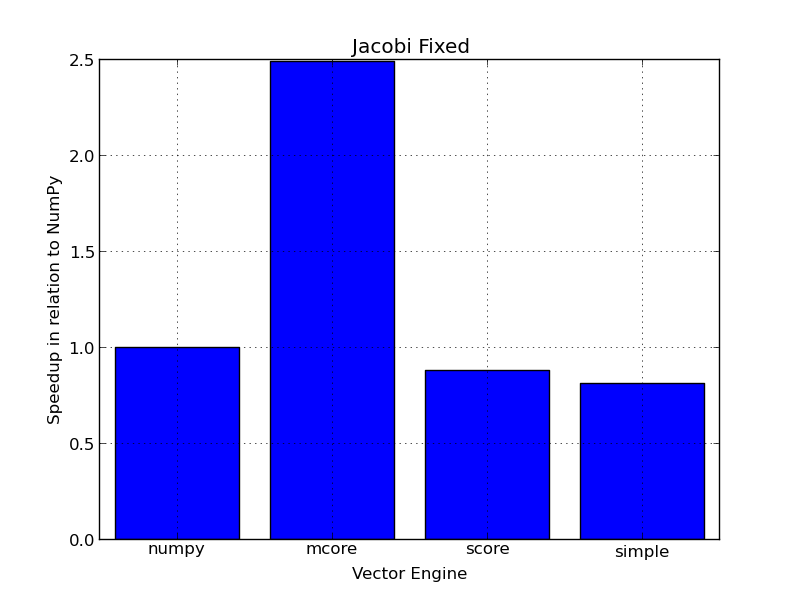 Jacobi Fixed
2.5
2.0
1.5
1.0
0.5
0.0
Speedup in relation to NumPy
numpy mcore score simple
Vector Engine